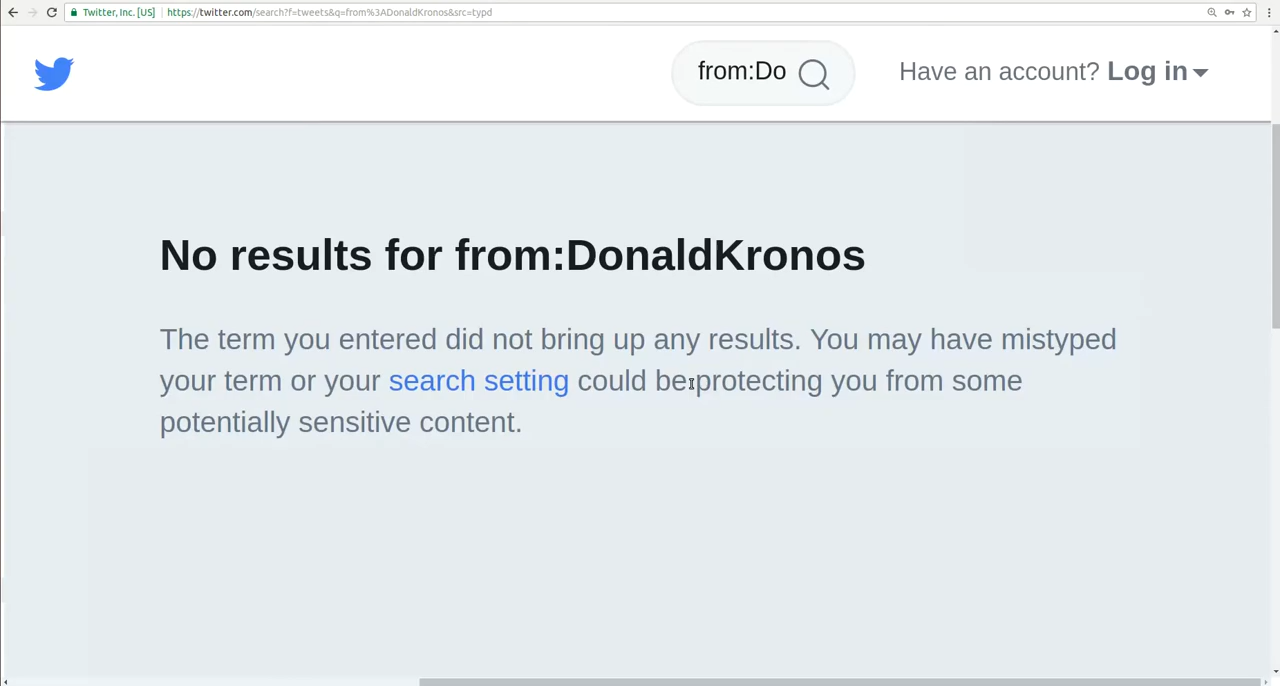 Twitter, Inc. [US] https://twitter.com/search?f=tweets&q=from%3ADonaldKronos&src=typd
from:Do
Have an account? Log in
No results for from:DonaldKronos
The term you entered did not bring up any results. You may have mistyped
your term or your search setting could be protecting you from some
potentially sensitive content.